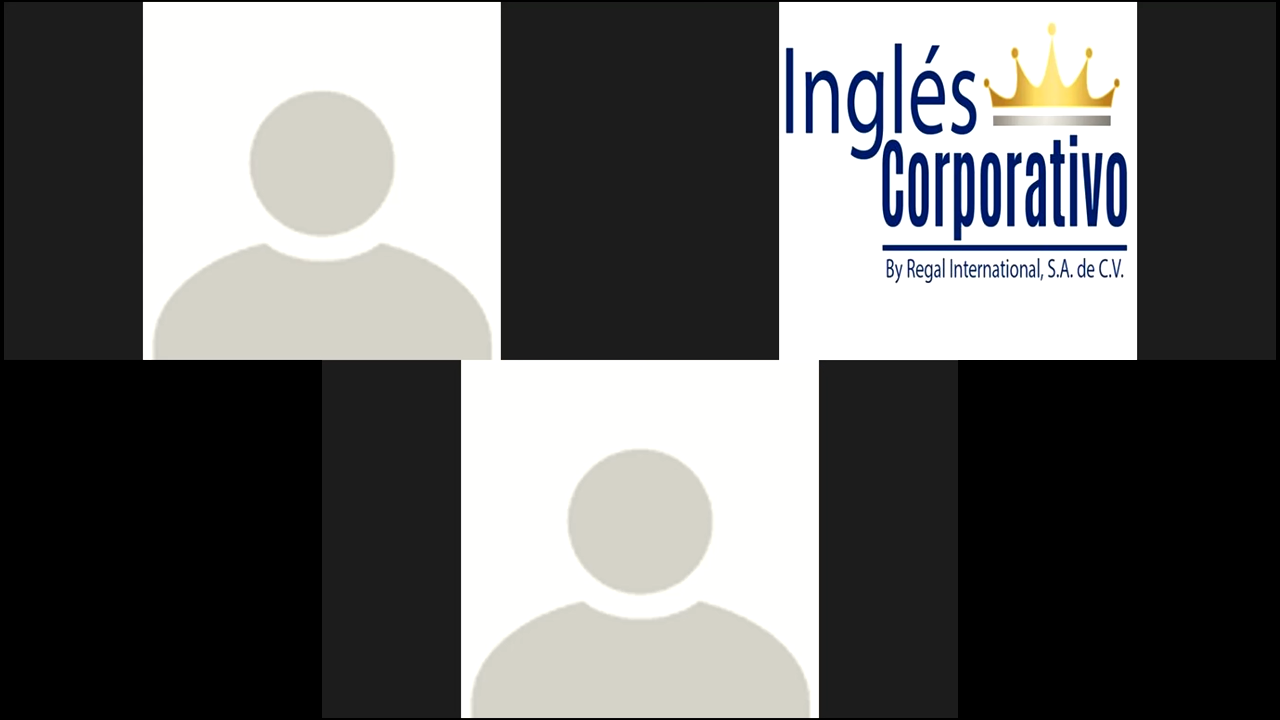 Inglés
Corporativo
By Regal International, S.A. de C.V.